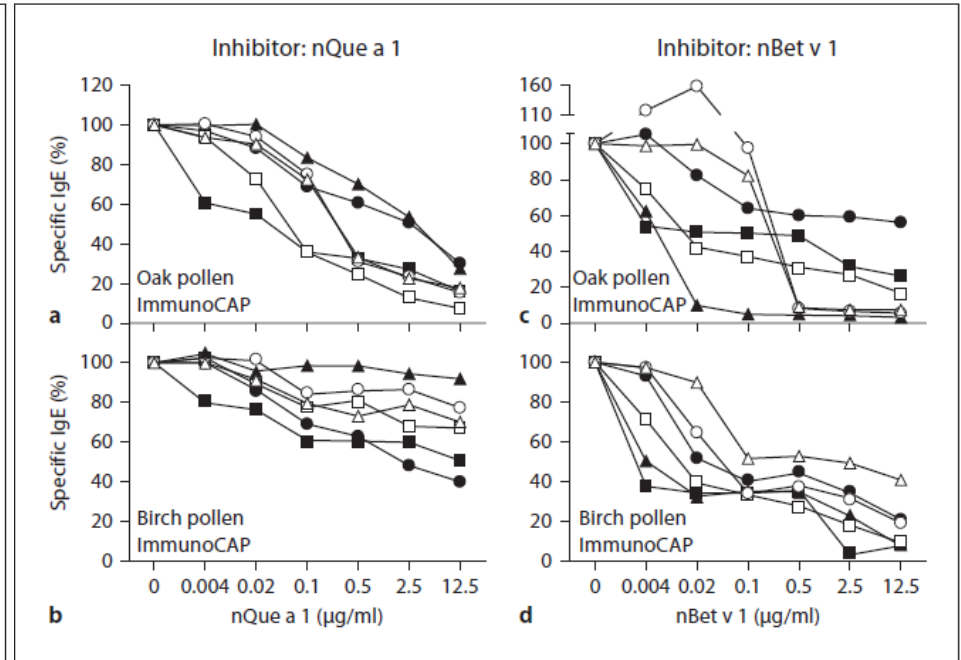 Inhibitor: nQue a 1
Specific IgE (%)
120
100
80
60
40
20
0
Oak pollen
ImmunoCAP
a
Specific IgE (%)
100
80
60
40
20
0
Birch pollen
ImmunoCAP
0 0.004 0.02 0.1 0.5 2.5 12.5
b
nQue a 1 (µg/ml)
Inhibitor: nBet v 1
160
110
100
80
60
40
20
0
Oak pollen
ImmunoCAP
c
100
80
60
40
20
0
Birch pollen
ImmunoCAP
0 0.004 0.02 0.1 0.5 2.5 12.5
d
nBet v 1 (µg/ml)